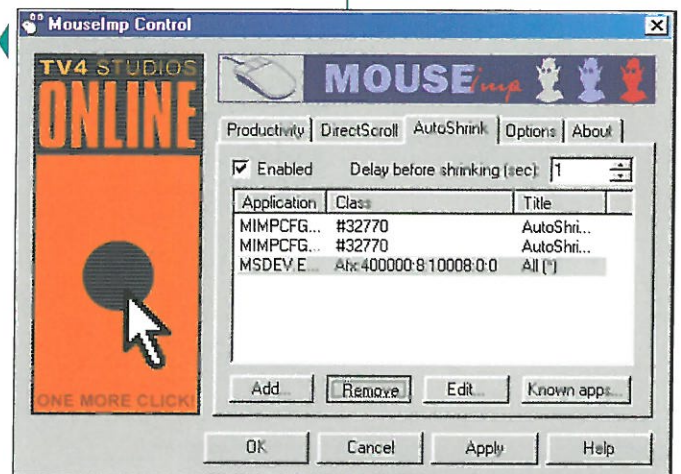 MouseImp Control
TV4 STUDIOS
ONLINE
ONE MORE CLICK!
MOUSE imp
Productivity DirectScroll AutoShrink Options About
Enabled Delay before shrinking (sec): 1
Application Class Title
MIMPCFG... #32770 AutoShri...
MIMPCFG... #32770 AutoShri...
MSDEV.E... Afx:400000:8:10008:0:0 All (*)
Add... Remove Edit... Known apps...
OK Cancel Apply Help